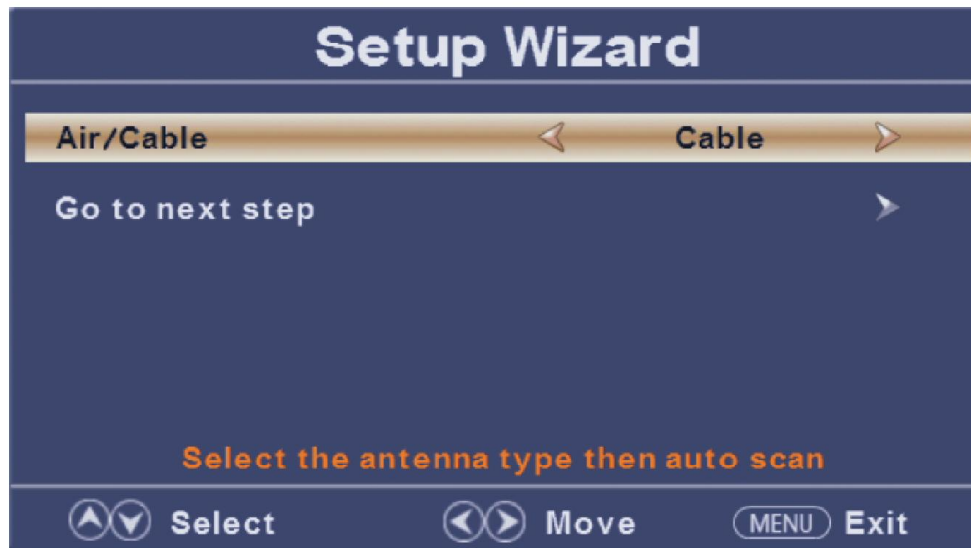 Setup Wizard
Air/Cable Cable
Go to next step
Select the antenna type then auto scan
Select Move MENU Exit